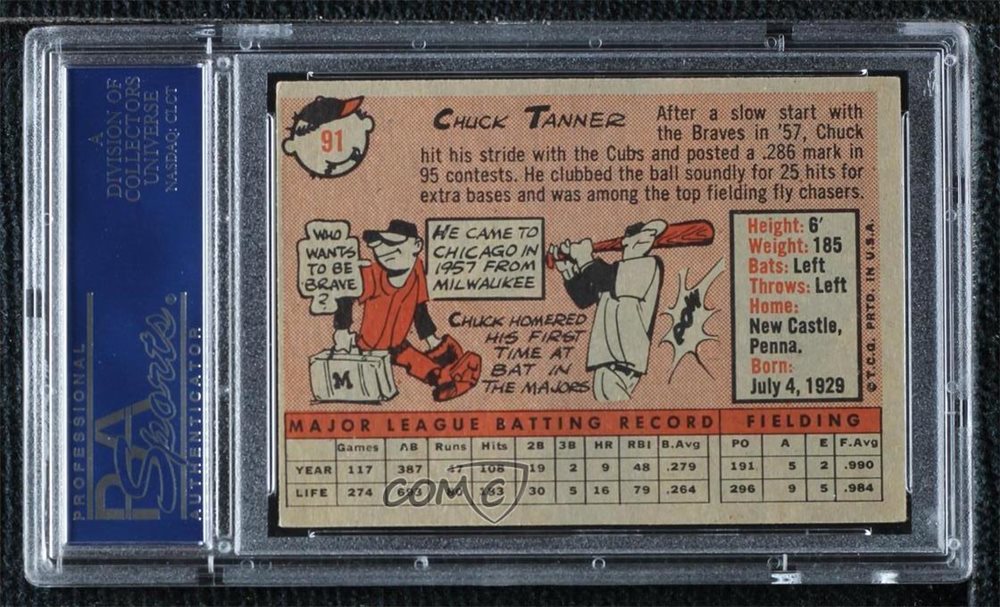 A
DIVISION OF
COLLECTORS
UNIVERSE
NASDAQ: CLCT
PROFESSIONAL
PSA
Sports®
AUTHENTICATOR
91
CHUCK TANNER
After a slow start with
the Braves in '57, Chuck
hit his stride with the Cubs and posted a .286 mark in
95 contests. He clubbed the ball soundly for 25 hits for
extra bases and was among the top fielding fly chasers.
WHO
WANTS
TO BE
BRAVE
?
HE CAME TO
CHICAGO IN
1957 FROM
MILWAUKEE
M
CHUCK HOMERED
HIS FIRST
TIME AT
BAT IN
THE MAJORS
POOM
Height: 6'
Weight: 185
Bats: Left
Throws: Left
Home:
New Castle,
Penna.
Born:
July 4, 1929
©T.C.G. PRTD. IN U.S.A.
MAJOR LEAGUE BATTING RECORD FIELDING
Games AB Runs Hits 2B 3B HR RBI B.Avg PO A E F.Avg
YEAR 117 387 47 108 19 2 9 48 .279 191 5 2 .990
LIFE 274 693 80 183 30 5 16 79 .264 296 9 5 .984
COMC